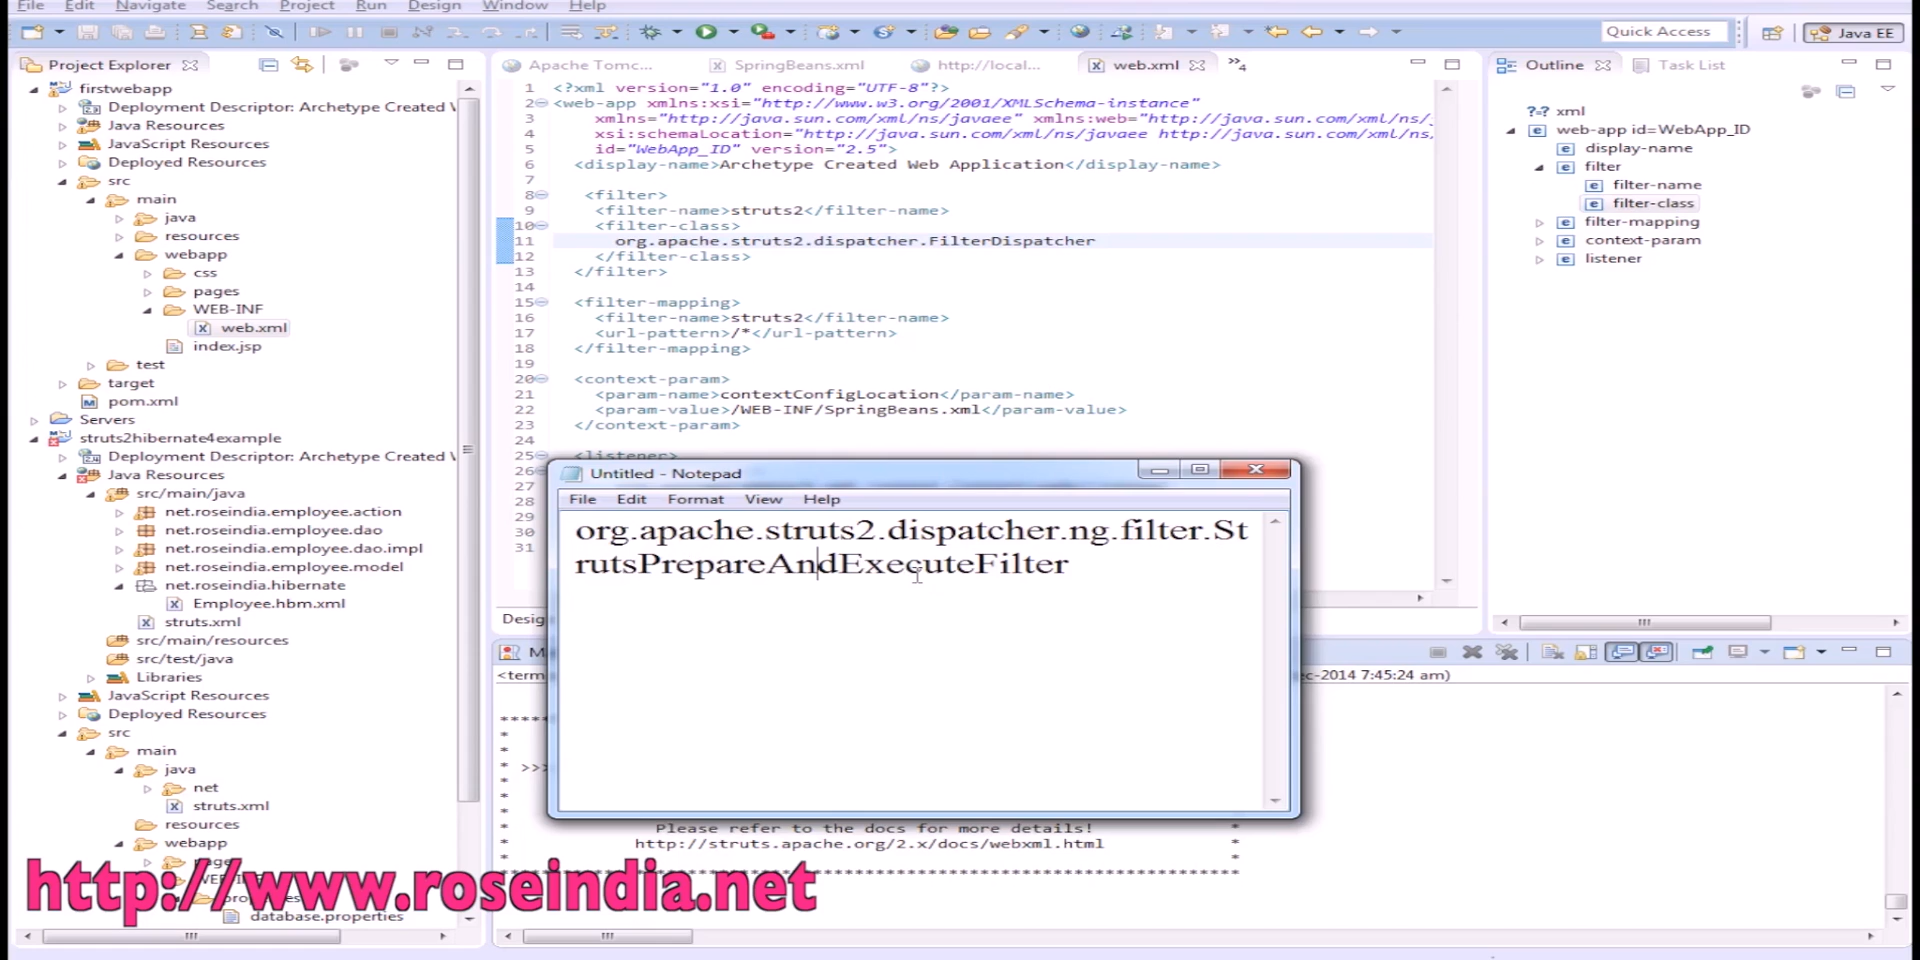 File Edit Navigate Search Project Run Design Window Help
Quick Access
Java EE
Project Explorer
firstwebapp
Deployment Descriptor: Archetype Created
Java Resources
JavaScript Resources
Deployed Resources
src
main
java
resources
webapp
css
pages
WEB-INF
web.xml
index.jsp
test
target
pom.xml
Servers
struts2hibernate4example
Deployment Descriptor: Archetype Created
Java Resources
src/main/java
net.roseindia.employee.action
net.roseindia.employee.dao
net.roseindia.employee.dao.impl
net.roseindia.employee.model
net.roseindia.hibernate
Employee.hbm.xml
struts.xml
src/main/resources
src/test/java
Libraries
JavaScript Resources
Deployed Resources
src
main
java
net
struts.xml
resources
webapp
database.properties
Apache Tomc... SpringBeans.xml http://local... web.xml »4
1 <?xml version="1.0" encoding="UTF-8"?>
2 <web-app xmlns:xsi="http://www.w3.org/2001/XMLSchema-instance"
3 xmlns="http://java.sun.com/xml/ns/javaee" xmlns:web="http://java.sun.com/xml/ns/
4 xsi:schemaLocation="http://java.sun.com/xml/ns/javaee http://java.sun.com/xml/ns/
5 id="WebApp_ID" version="2.5">
6 <display-name>Archetype Created Web Application</display-name>
7
8 <filter>
9 <filter-name>struts2</filter-name>
10 <filter-class>
11 org.apache.struts2.dispatcher.FilterDispatcher
12 </filter-class>
13 </filter>
14
15 <filter-mapping>
16 <filter-name>struts2</filter-name>
17 <url-pattern>/*</url-pattern>
18 </filter-mapping>
19
20 <context-param>
21 <param-name>contextConfigLocation</param-name>
22 <param-value>/WEB-INF/SpringBeans.xml</param-value>
23 </context-param>
24
25 <listener>
26
27
28
29
30
31
Outline Task List
?-? xml
web-app id=WebApp_ID
display-name
filter
filter-name
filter-class
filter-mapping
context-param
listener
Untitled - Notepad
File Edit Format View Help
org.apache.struts2.dispatcher.ng.filter.St
rutsPrepareAndExecuteFilter
Desig
<term
ec-2014 7:45:24 am)
*****
*
*
* >>>
*
*
*
* Please refer to the docs for more details! *
* http://struts.apache.org/2.x/docs/webxml.html *
http://www.roseindia.net